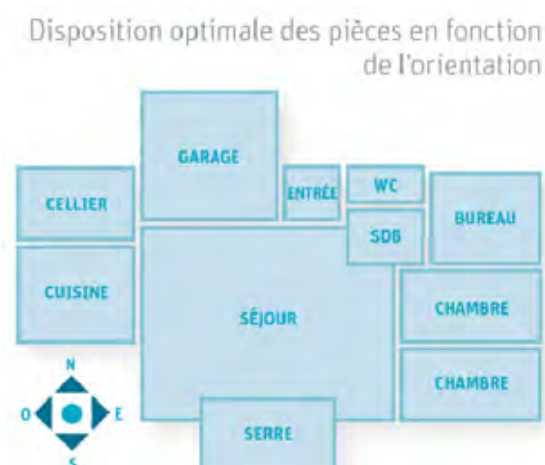 Disposition optimale des pièces en fonction
de l'orientation
GARAGE
CELLIER
ENTRÉE
WC
BUREAU
SDB
CUISINE
SÉJOUR
CHAMBRE
CHAMBRE
SERRE
N
O
E
S